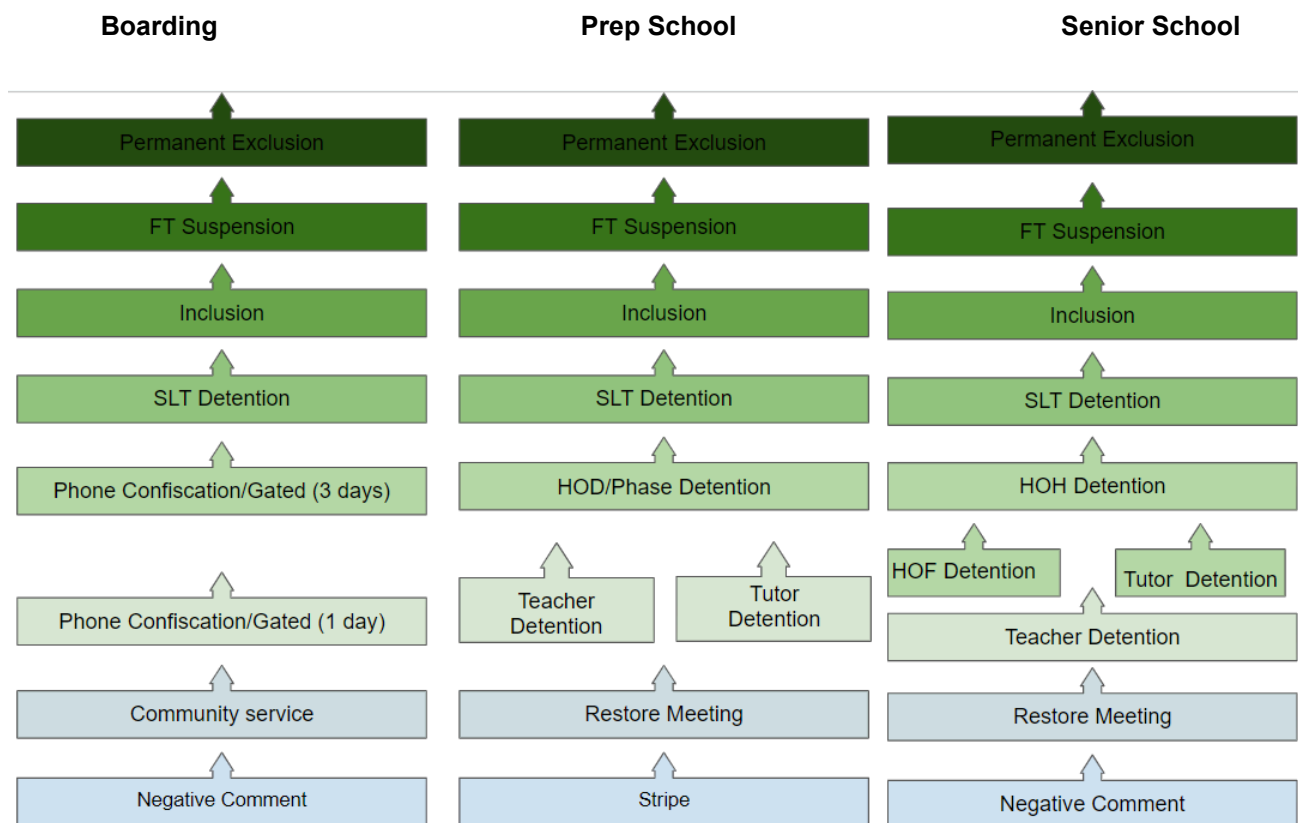 Boarding
Prep School
Senior School
Permanent Exclusion
Permanent Exclusion
Permanent Exclusion
FT Suspension
FT Suspension
FT Suspension
Inclusion
Inclusion
Inclusion
SLT Detention
SLT Detention
SLT Detention
Phone Confiscation/Gated (3 days)
HOD/Phase Detention
HOH Detention
HOF Detention
Tutor Detention
Phone Confiscation/Gated (1 day)
Teacher
Detention
Tutor
Detention
Teacher Detention
Community service
Restore Meeting
Restore Meeting
Negative Comment
Stripe
Negative Comment